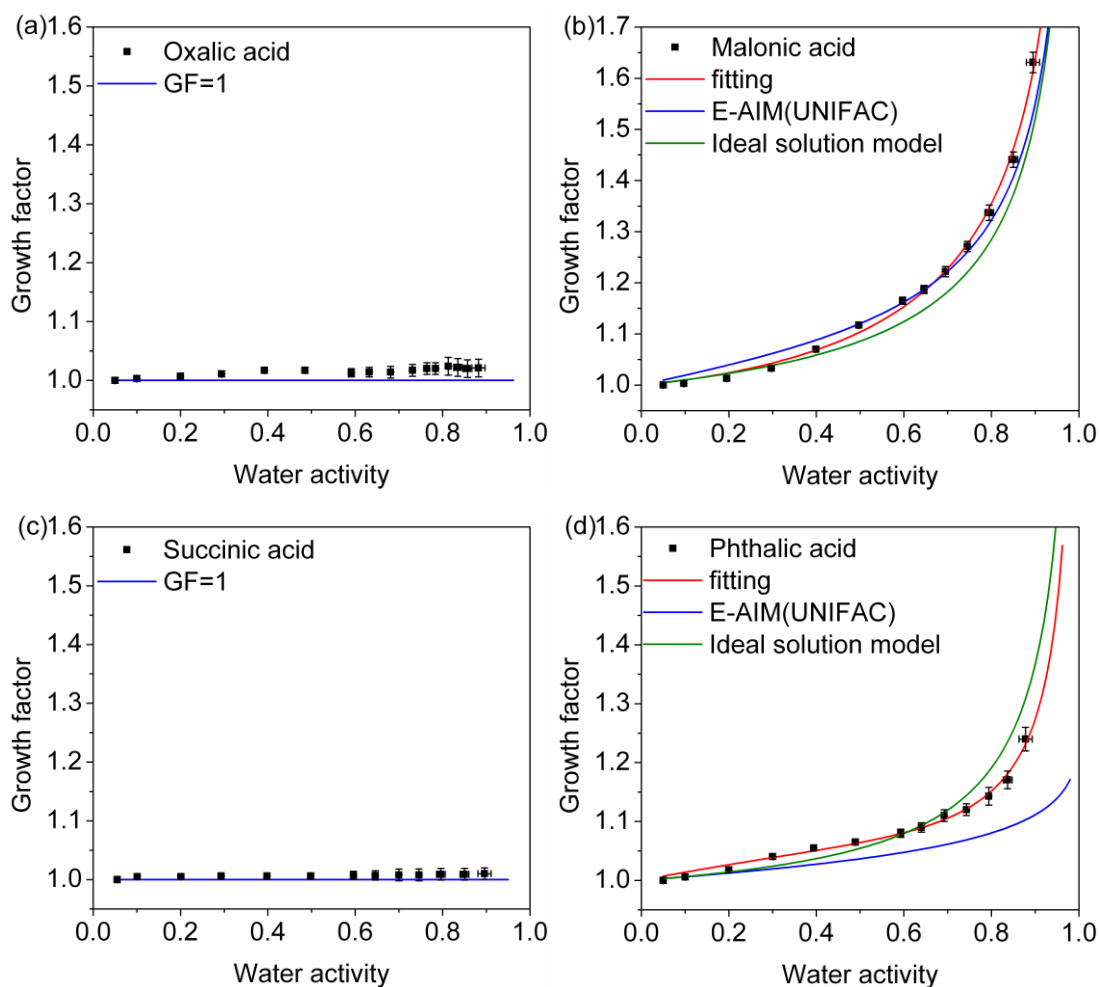 (a)
1.6
1.5
1.4
1.3
1.2
1.1
1.0
Growth factor
Oxalic acid
GF=1
0.0 0.2 0.4 0.6 0.8 1.0
Water activity
(b)
1.7
1.6
1.5
1.4
1.3
1.2
1.1
1.0
Growth factor
Malonic acid
fitting
E-AIM(UNIFAC)
Ideal solution model
0.0 0.2 0.4 0.6 0.8 1.0
Water activity
(c)
1.6
1.5
1.4
1.3
1.2
1.1
1.0
Growth factor
Succinic acid
GF=1
0.0 0.2 0.4 0.6 0.8 1.0
Water activity
(d)
1.6
1.5
1.4
1.3
1.2
1.1
1.0
Growth factor
Phthalic acid
fitting
E-AIM(UNIFAC)
Ideal solution model
0.0 0.2 0.4 0.6 0.8 1.0
Water activity